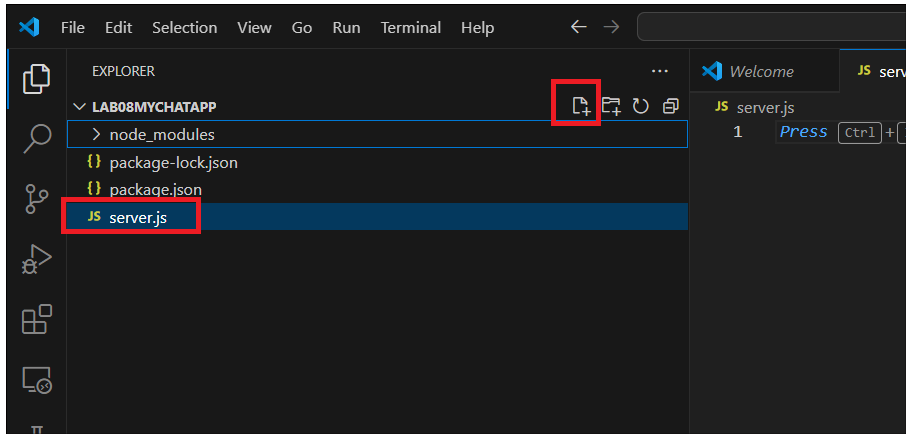 File Edit Selection View Go Run Terminal Help
EXPLORER
LAB08MYCHATAPP
node_modules
{} package-lock.json
{} package.json
JS server.js
Welcome
JS
JS server.js
1 Press Ctrl +